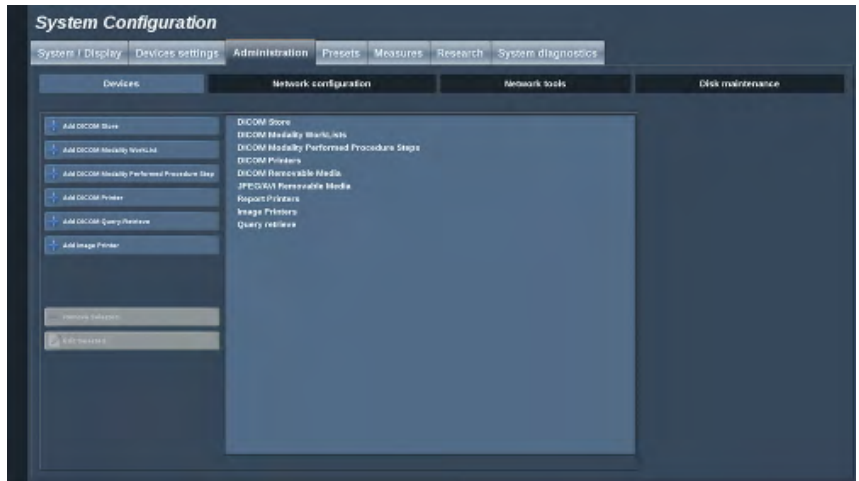 System Configuration
System / Display Devices settings Administration Presets Measures Research System diagnostics
Devices Network configuration Network tools Disk maintenance
Add DICOM Store
Add DICOM Modality WorkList
Add DICOM Modality Performed Procedure Step
Add DICOM Printer
Add DICOM Query/Retrieve
Add Image Printer
DICOM Store
DICOM Modality WorkLists
DICOM Modality Performed Procedure Steps
DICOM Printers
DICOM Removable Media
JPEG/AVI Removable Media
Report Printers
Image Printers
Query retrieve